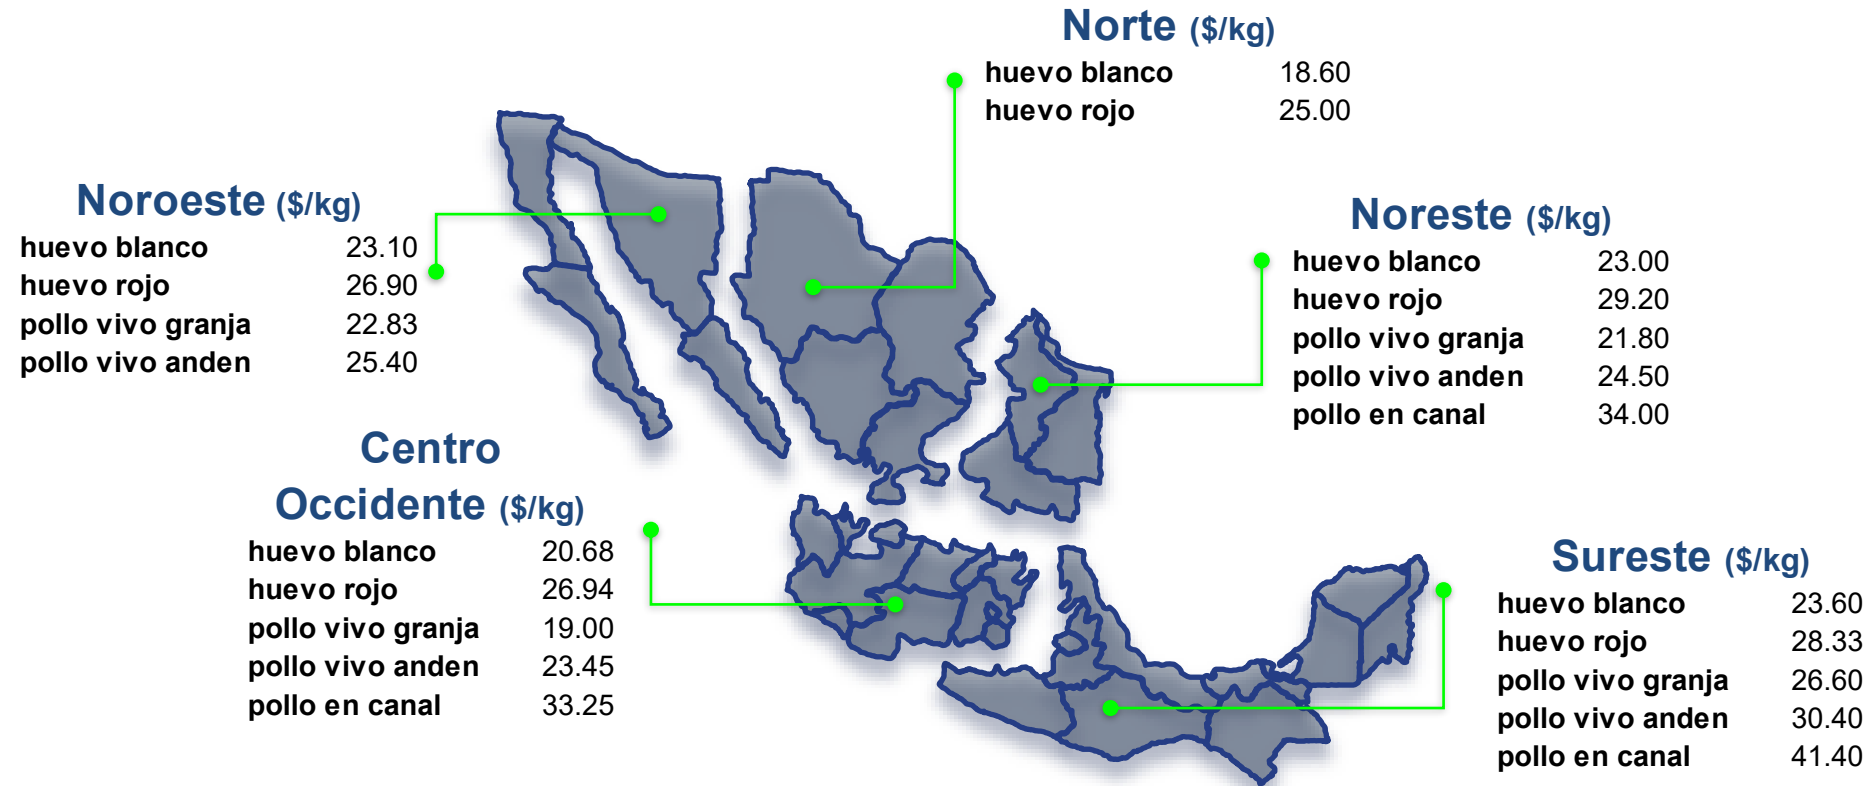 Norte ($/kg)
huevo blanco 18.60
huevo rojo 25.00
Noroeste ($/kg)
huevo blanco 23.10
huevo rojo 26.90
pollo vivo granja 22.83
pollo vivo anden 25.40
Noreste ($/kg)
huevo blanco 23.00
huevo rojo 29.20
pollo vivo granja 21.80
pollo vivo anden 24.50
pollo en canal 34.00
Centro
Occidente ($/kg)
huevo blanco 20.68
huevo rojo 26.94
pollo vivo granja 19.00
pollo vivo anden 23.45
pollo en canal 33.25
Sureste ($/kg)
huevo blanco 23.60
huevo rojo 28.33
pollo vivo granja 26.60
pollo vivo anden 30.40
pollo en canal 41.40